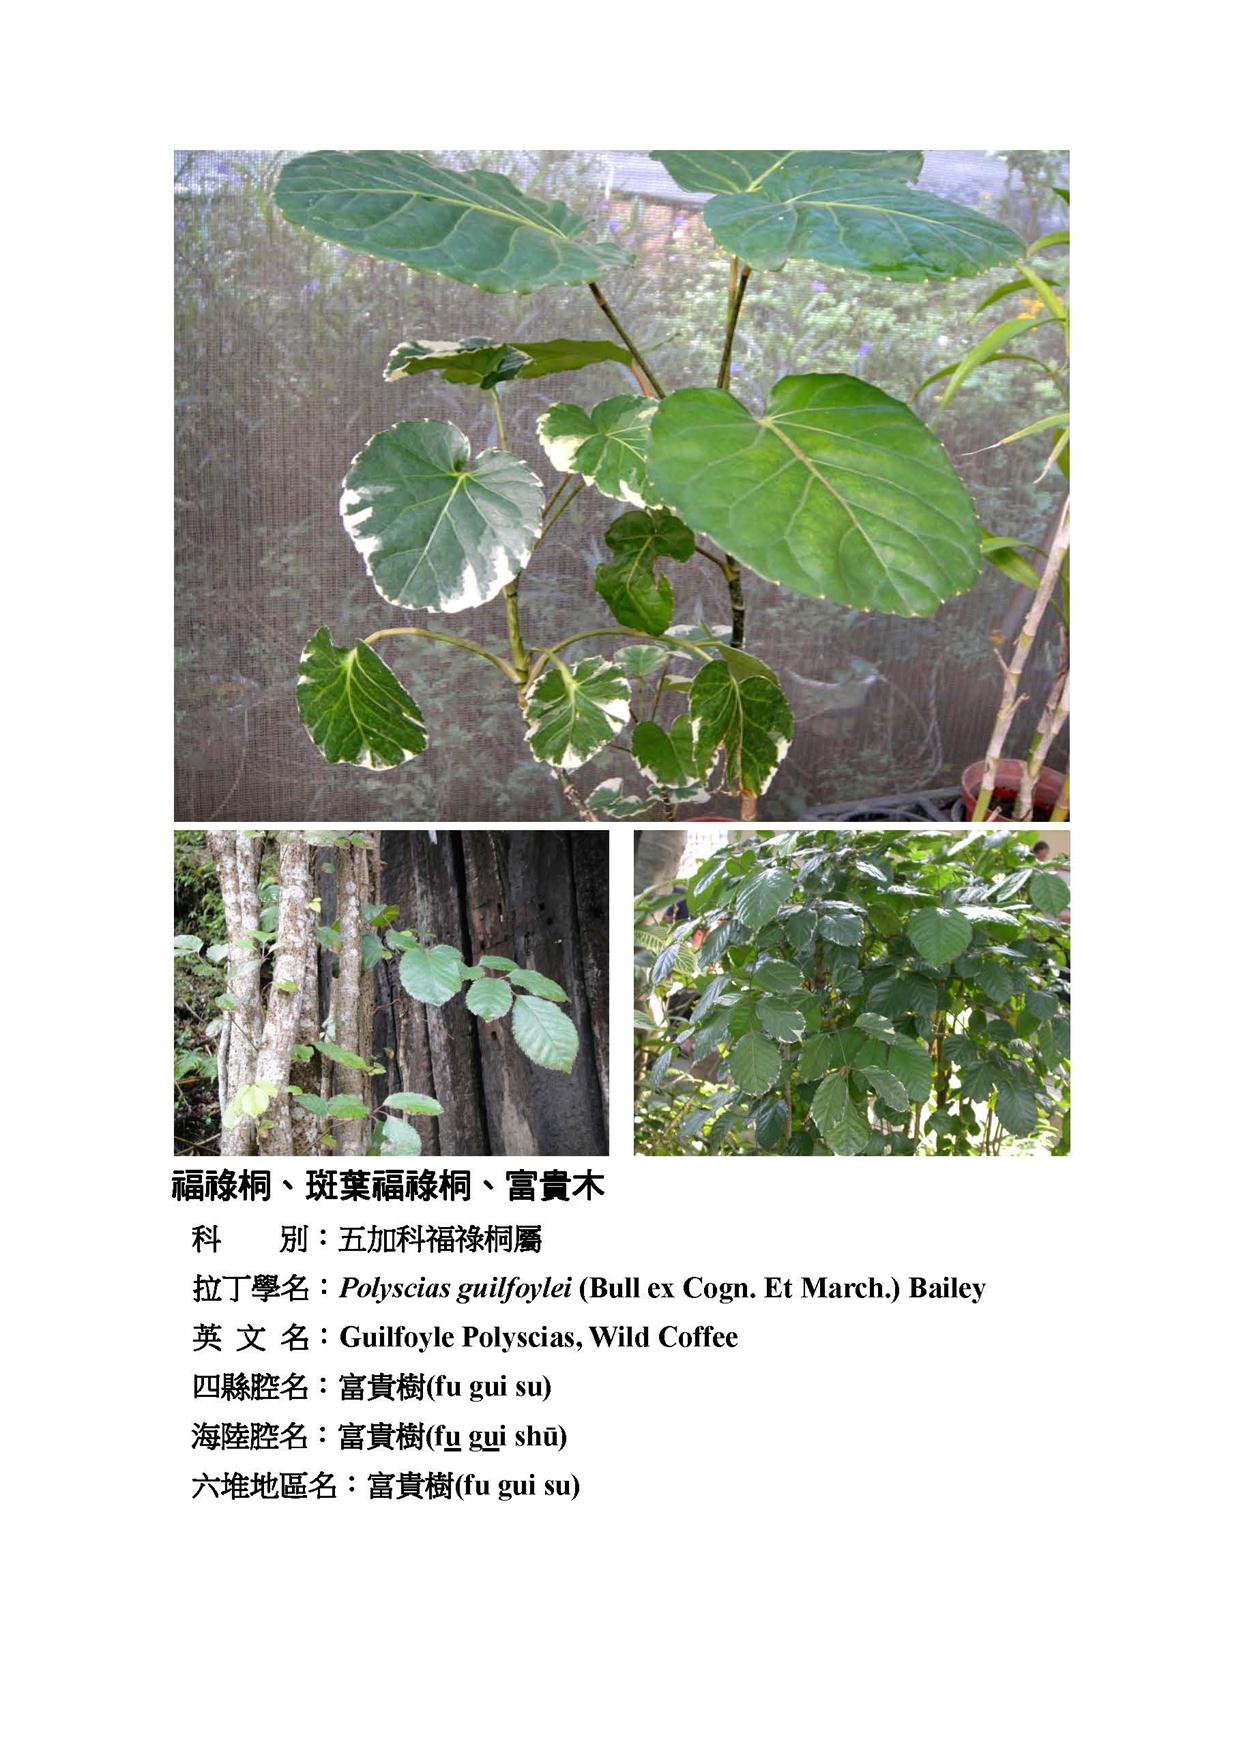 福祿桐、斑葉福祿桐、富貴木
科　　別：五加科福祿桐屬
拉丁學名：Polyscias guilfoylei (Bull ex Cogn. Et March.) Bailey
英 文 名：Guilfoyle Polyscias, Wild Coffee
四縣腔名：富貴樹(fu gui su)
海陸腔名：富貴樹(fu gui shū)
六堆地區名：富貴樹(fu gui su)